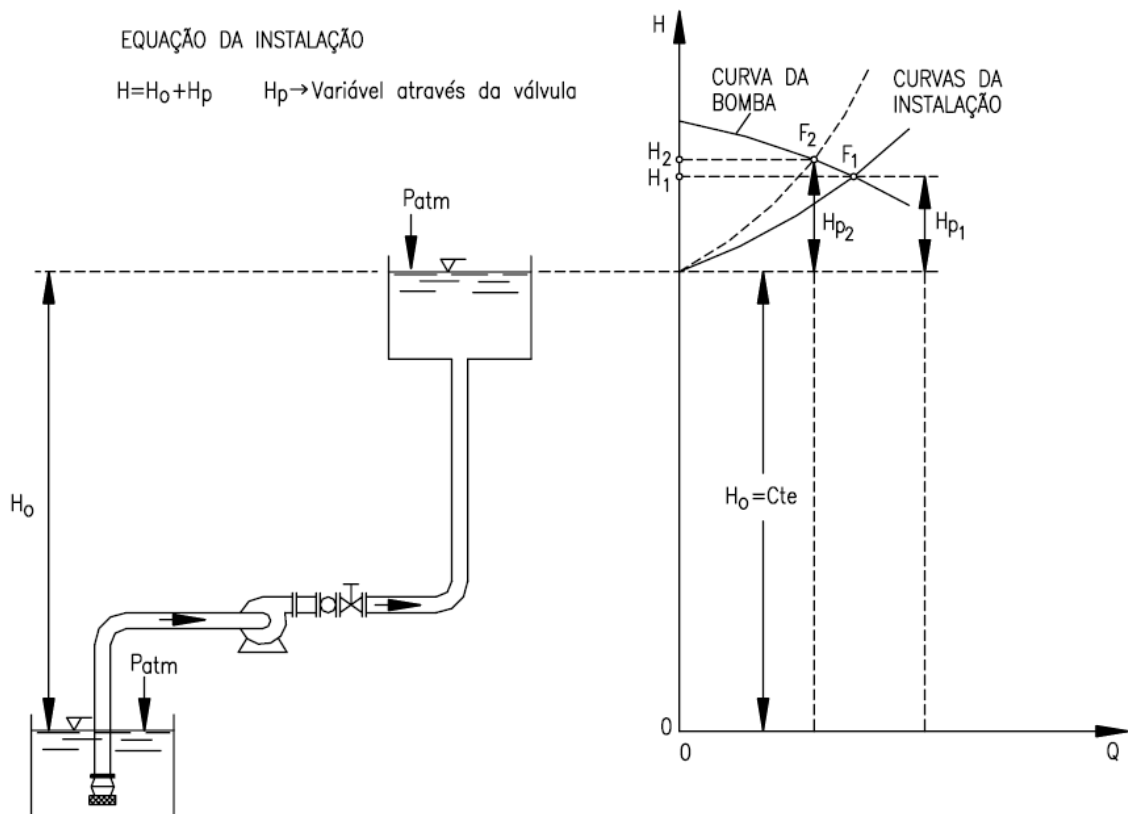 EQUAÇÃO DA INSTALAÇÃO
H=Ho+Hp Hp→Variável através da válvula
Patm
Ho
Patm
H
CURVA DA
BOMBA
CURVAS DA
INSTALAÇÃO
F2
F1
H2
H1
Hp2
Hp1
Ho=Cte
0
0
Q